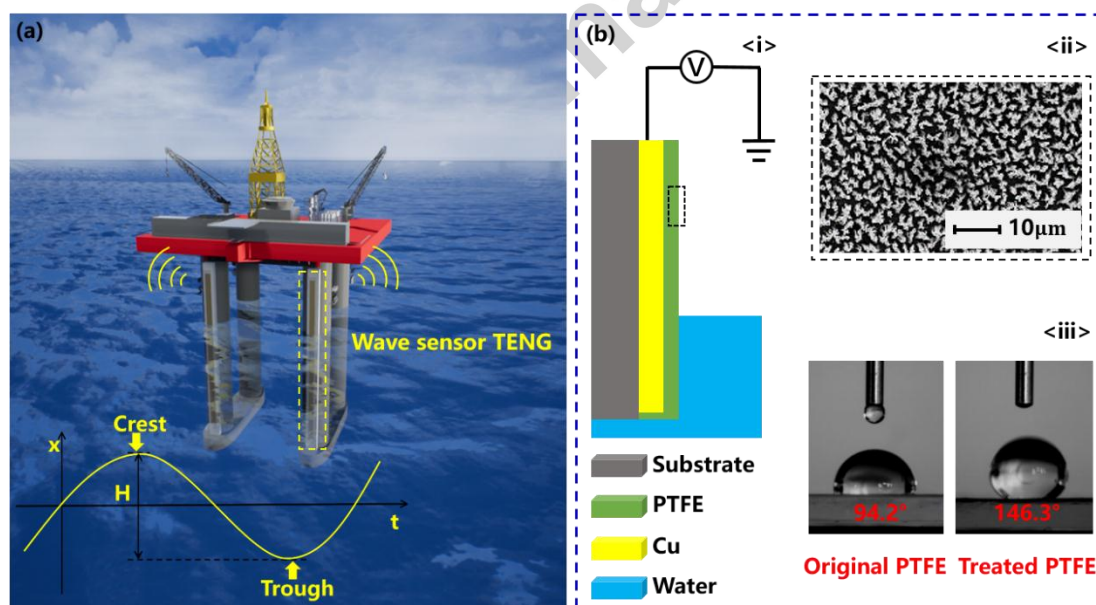 (a)
Wave sensor TENG
Crest
x
H
t
Trough
(b)
<i>
V
<ii>
10μm
<iii>
Substrate
PTFE
Cu
Water
94.2°
146.3°
Original PTFE
Treated PTFE